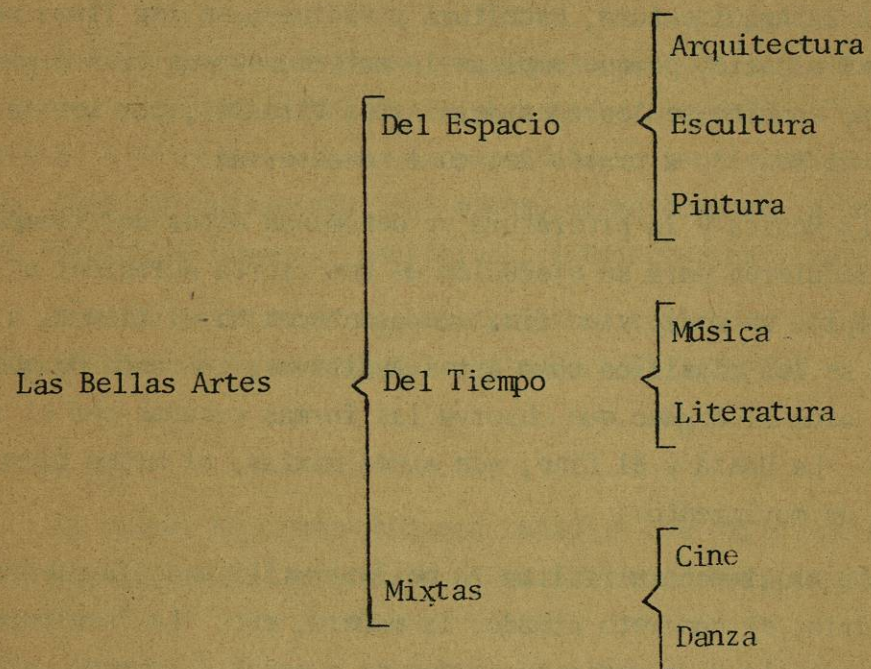 Arquitectura
Del Espacio
Escultura
Pintura
Música
Las Bellas Artes
Del Tiempo
Literatura
Cine
Mixtas
Danza